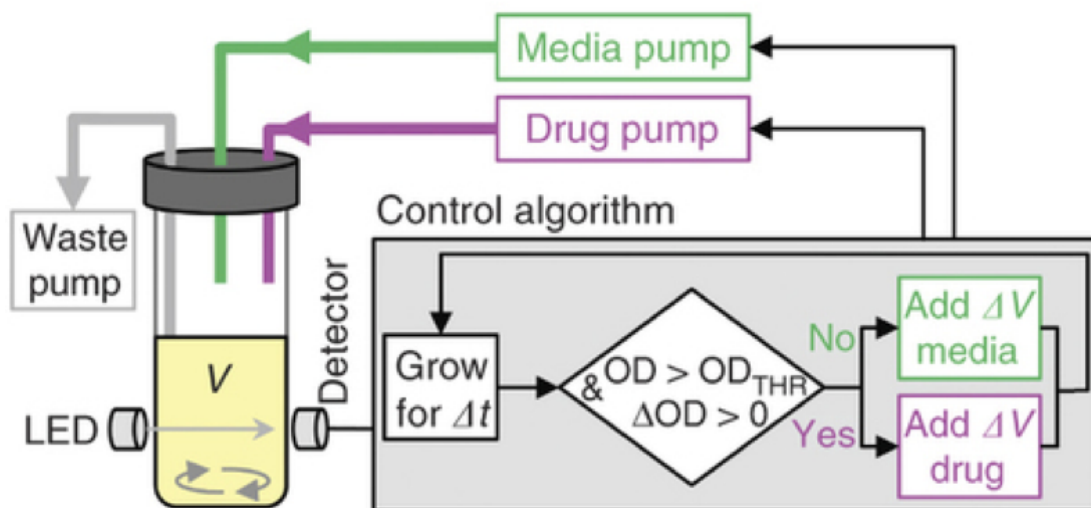 Media pump
Drug pump
Waste
pump
Control algorithm
Detector
LED
V
Grow
for Δt
OD > OD_THR
& ΔOD > 0
No
Yes
Add ΔV
media
Add ΔV
drug